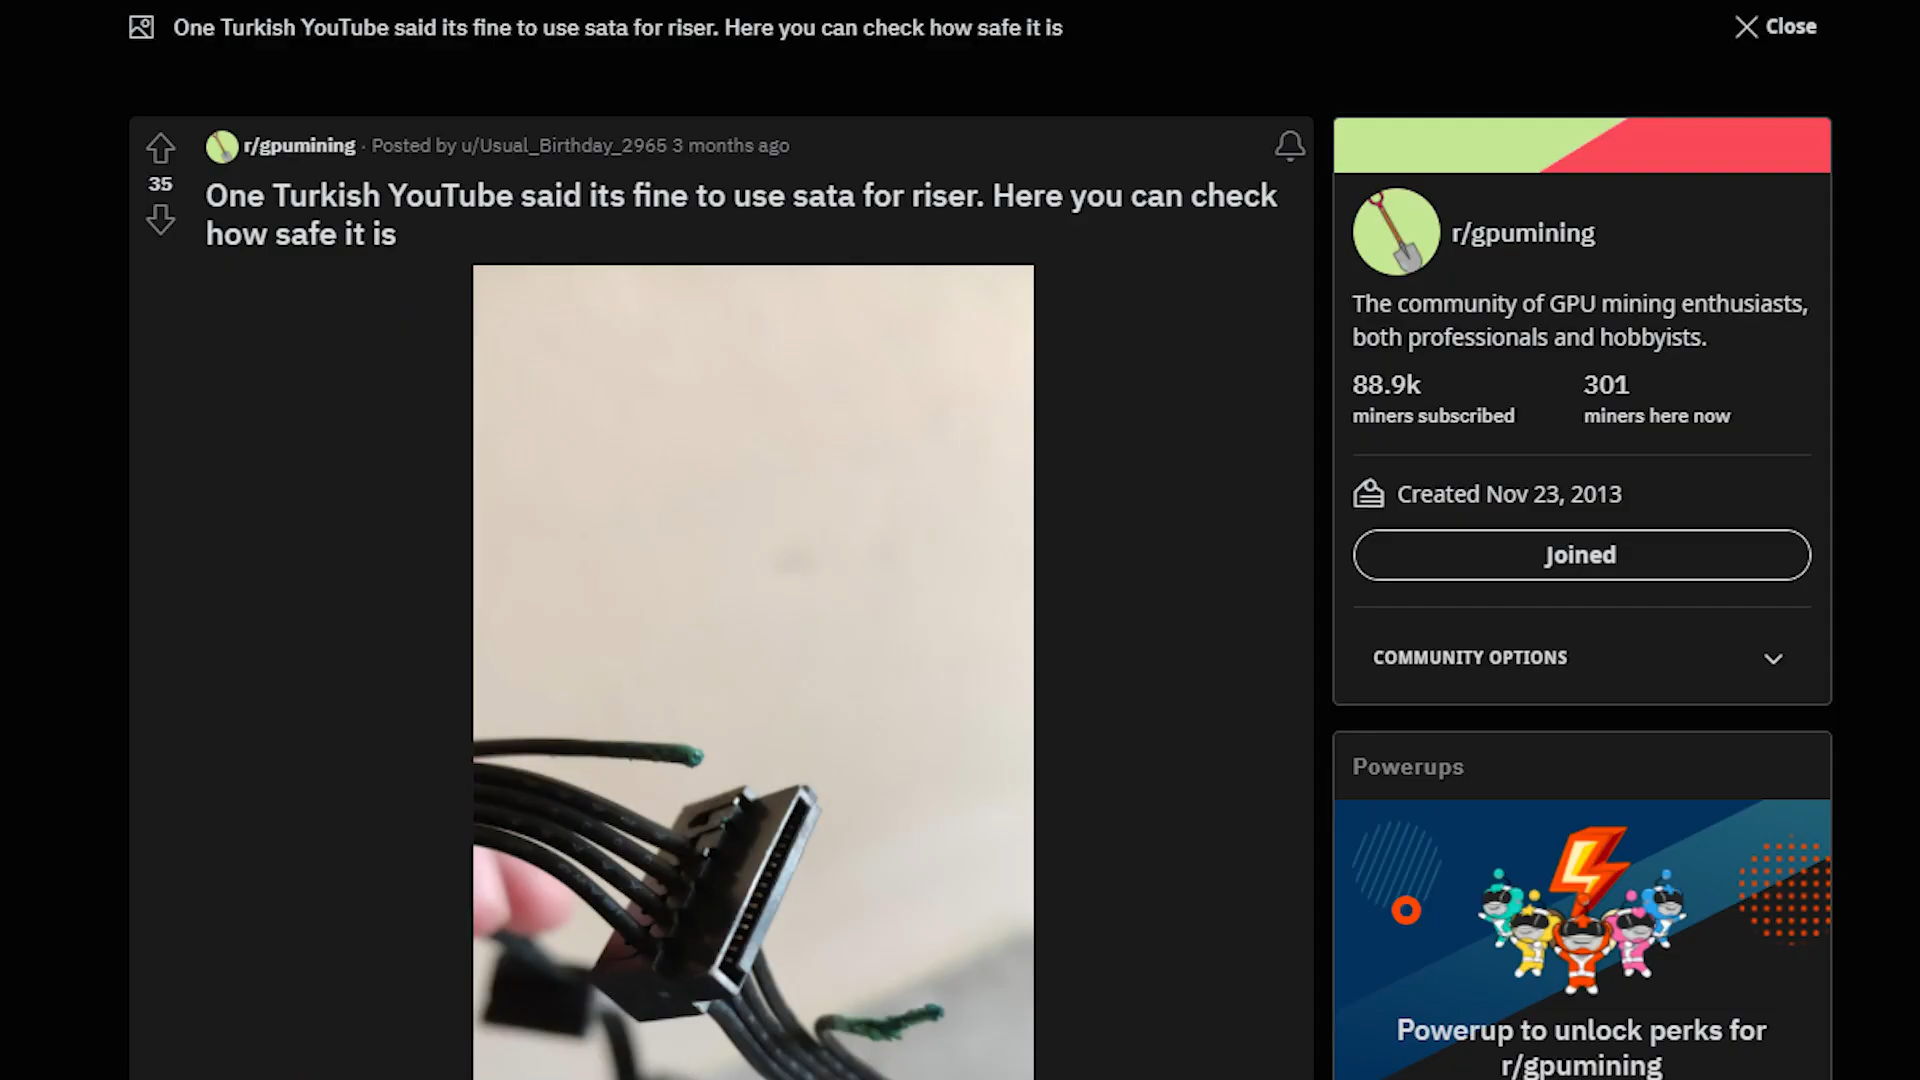 One Turkish YouTube said its fine to use sata for riser. Here you can check how safe it is
Close
r/gpumining · Posted by u/Usual_Birthday_2965 3 months ago
35
One Turkish YouTube said its fine to use sata for riser. Here you can check
how safe it is
r/gpumining
The community of GPU mining enthusiasts,
both professionals and hobbyists.
88.9k
301
miners subscribed
miners here now
Created Nov 23, 2013
Joined
COMMUNITY OPTIONS
Powerups
Powerup to unlock perks for
r/gpumining